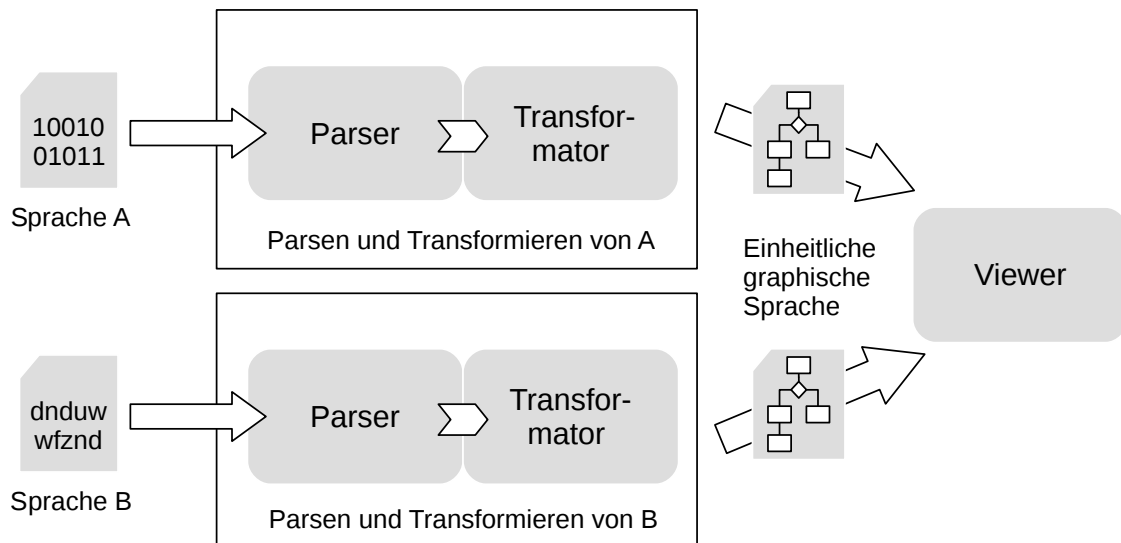 10010
01011
Sprache A
Parser
Transfor-
mator
Parsen und Transformieren von A
Einheitliche
graphische
Sprache
Viewer
dnduw
wfznd
Sprache B
Parser
Transfor-
mator
Parsen und Transformieren von B